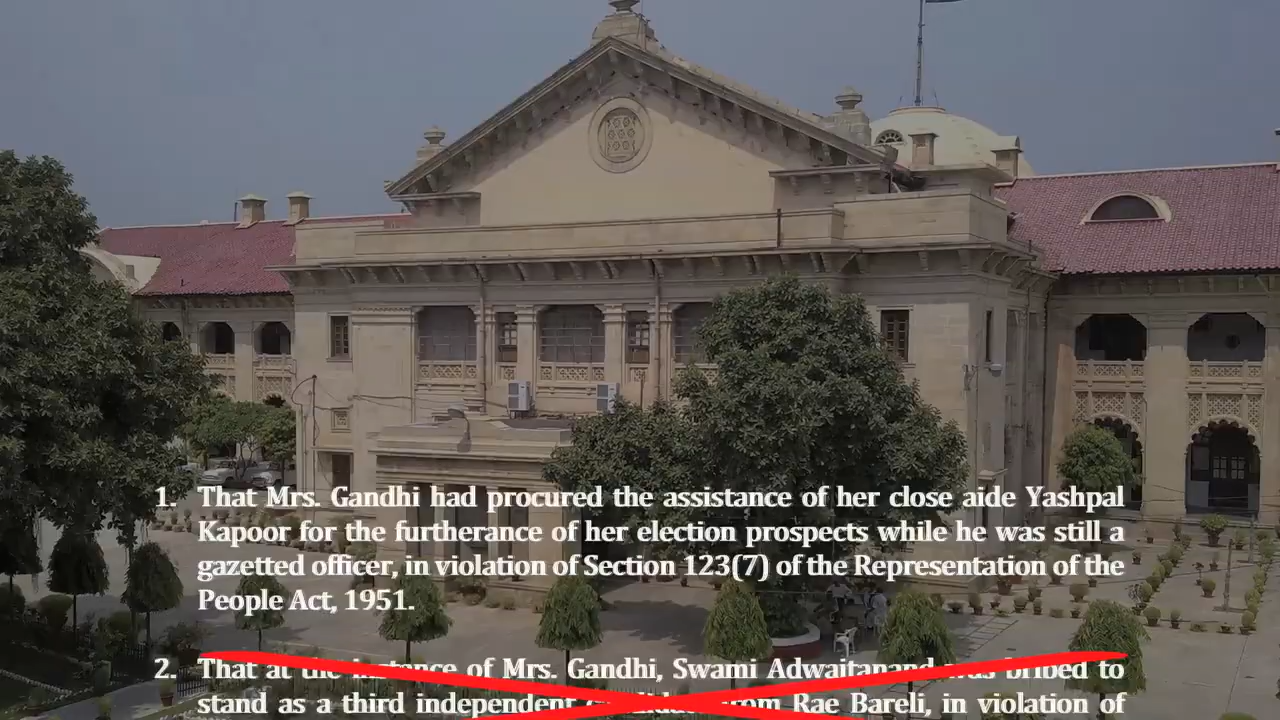 1. That Mrs. Gandhi had procured the assistance of her close aide Yashpal
Kapoor for the furtherance of her election prospects while he was still a
gazetted officer, in violation of Section 123(7) of the Representation of the
People Act, 1951.
2. That at the instance of Mrs. Gandhi, Swami Adwaitanand was bribed to
stand as a third independent candidate from Rae Bareli, in violation of